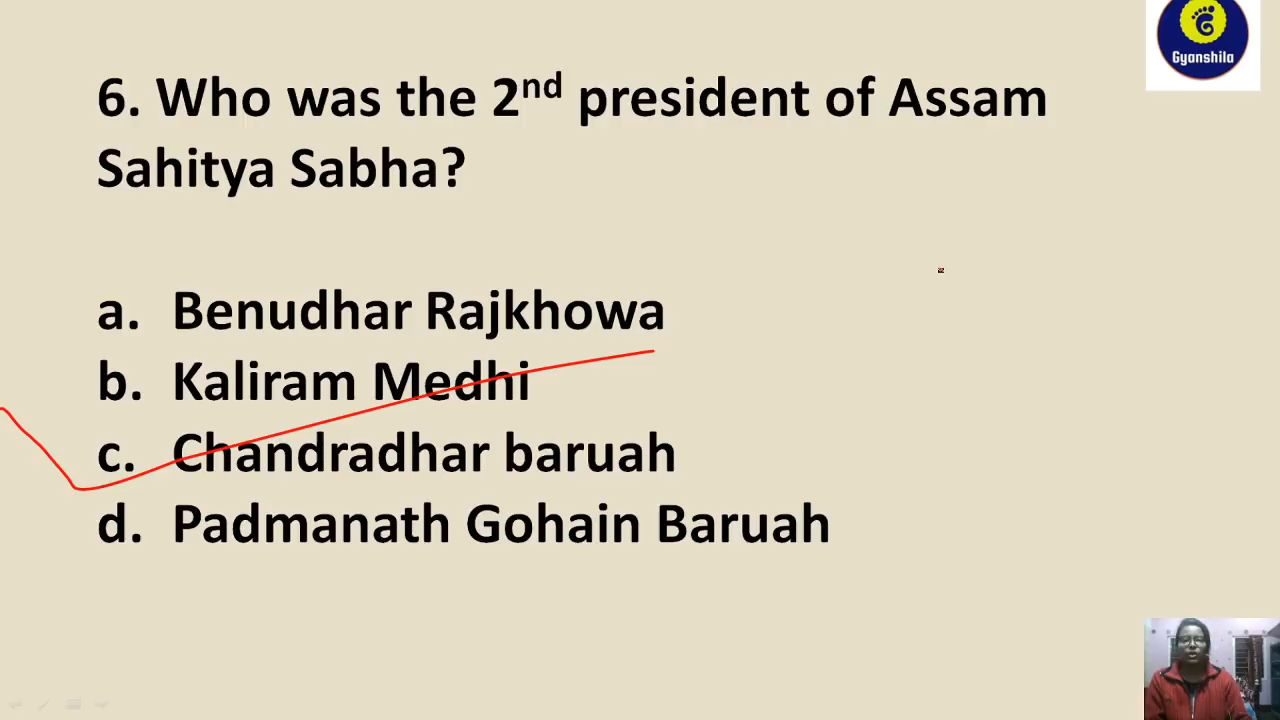 Gyanshila
6. Who was the 2nd president of Assam
Sahitya Sabha?
a. Benudhar Rajkhowa
b. Kaliram Medhi
c. Chandradhar baruah
d. Padmanath Gohain Baruah